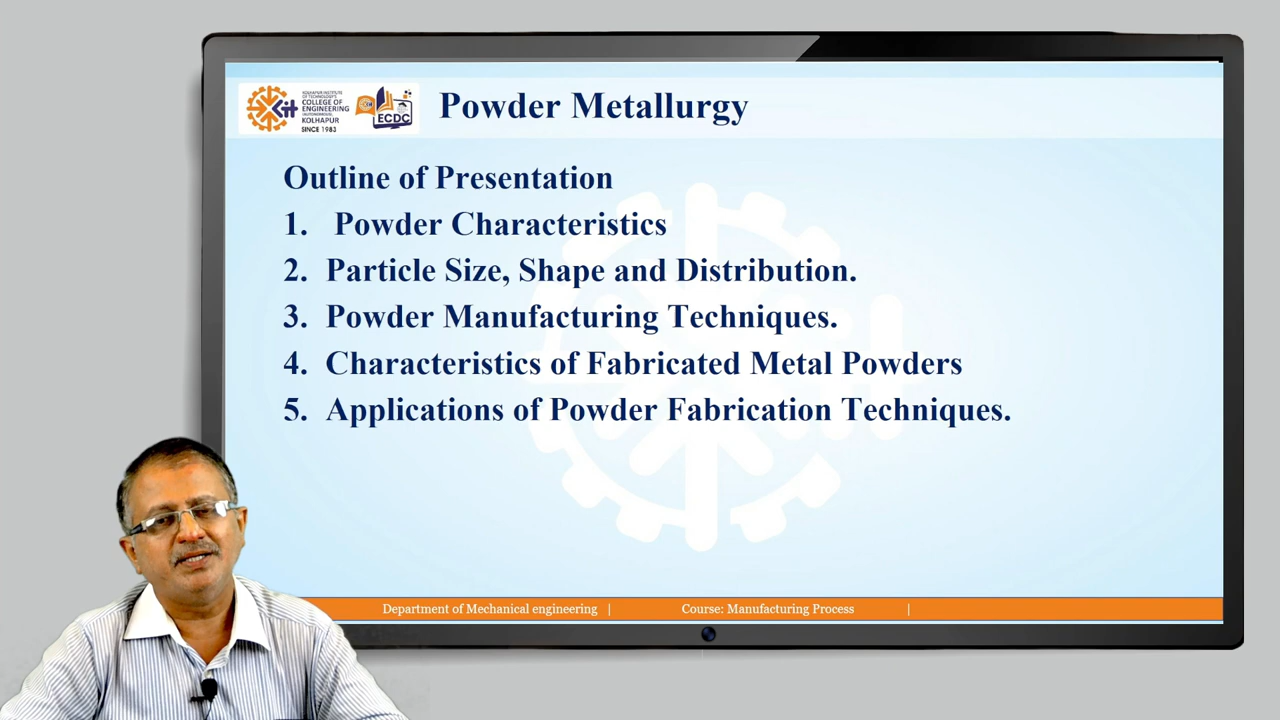 KOLHAPUR INSTITUTE
OF TECHNOLOGY'S
COLLEGE OF
ENGINEERING
(AUTONOMOUS),
KOLHAPUR
SINCE 1983
ECDC
Powder Metallurgy
Outline of Presentation
1. Powder Characteristics
2. Particle Size, Shape and Distribution.
3. Powder Manufacturing Techniques.
4. Characteristics of Fabricated Metal Powders
5. Applications of Powder Fabrication Techniques.
Department of Mechanical engineering | Course: Manufacturing Process |